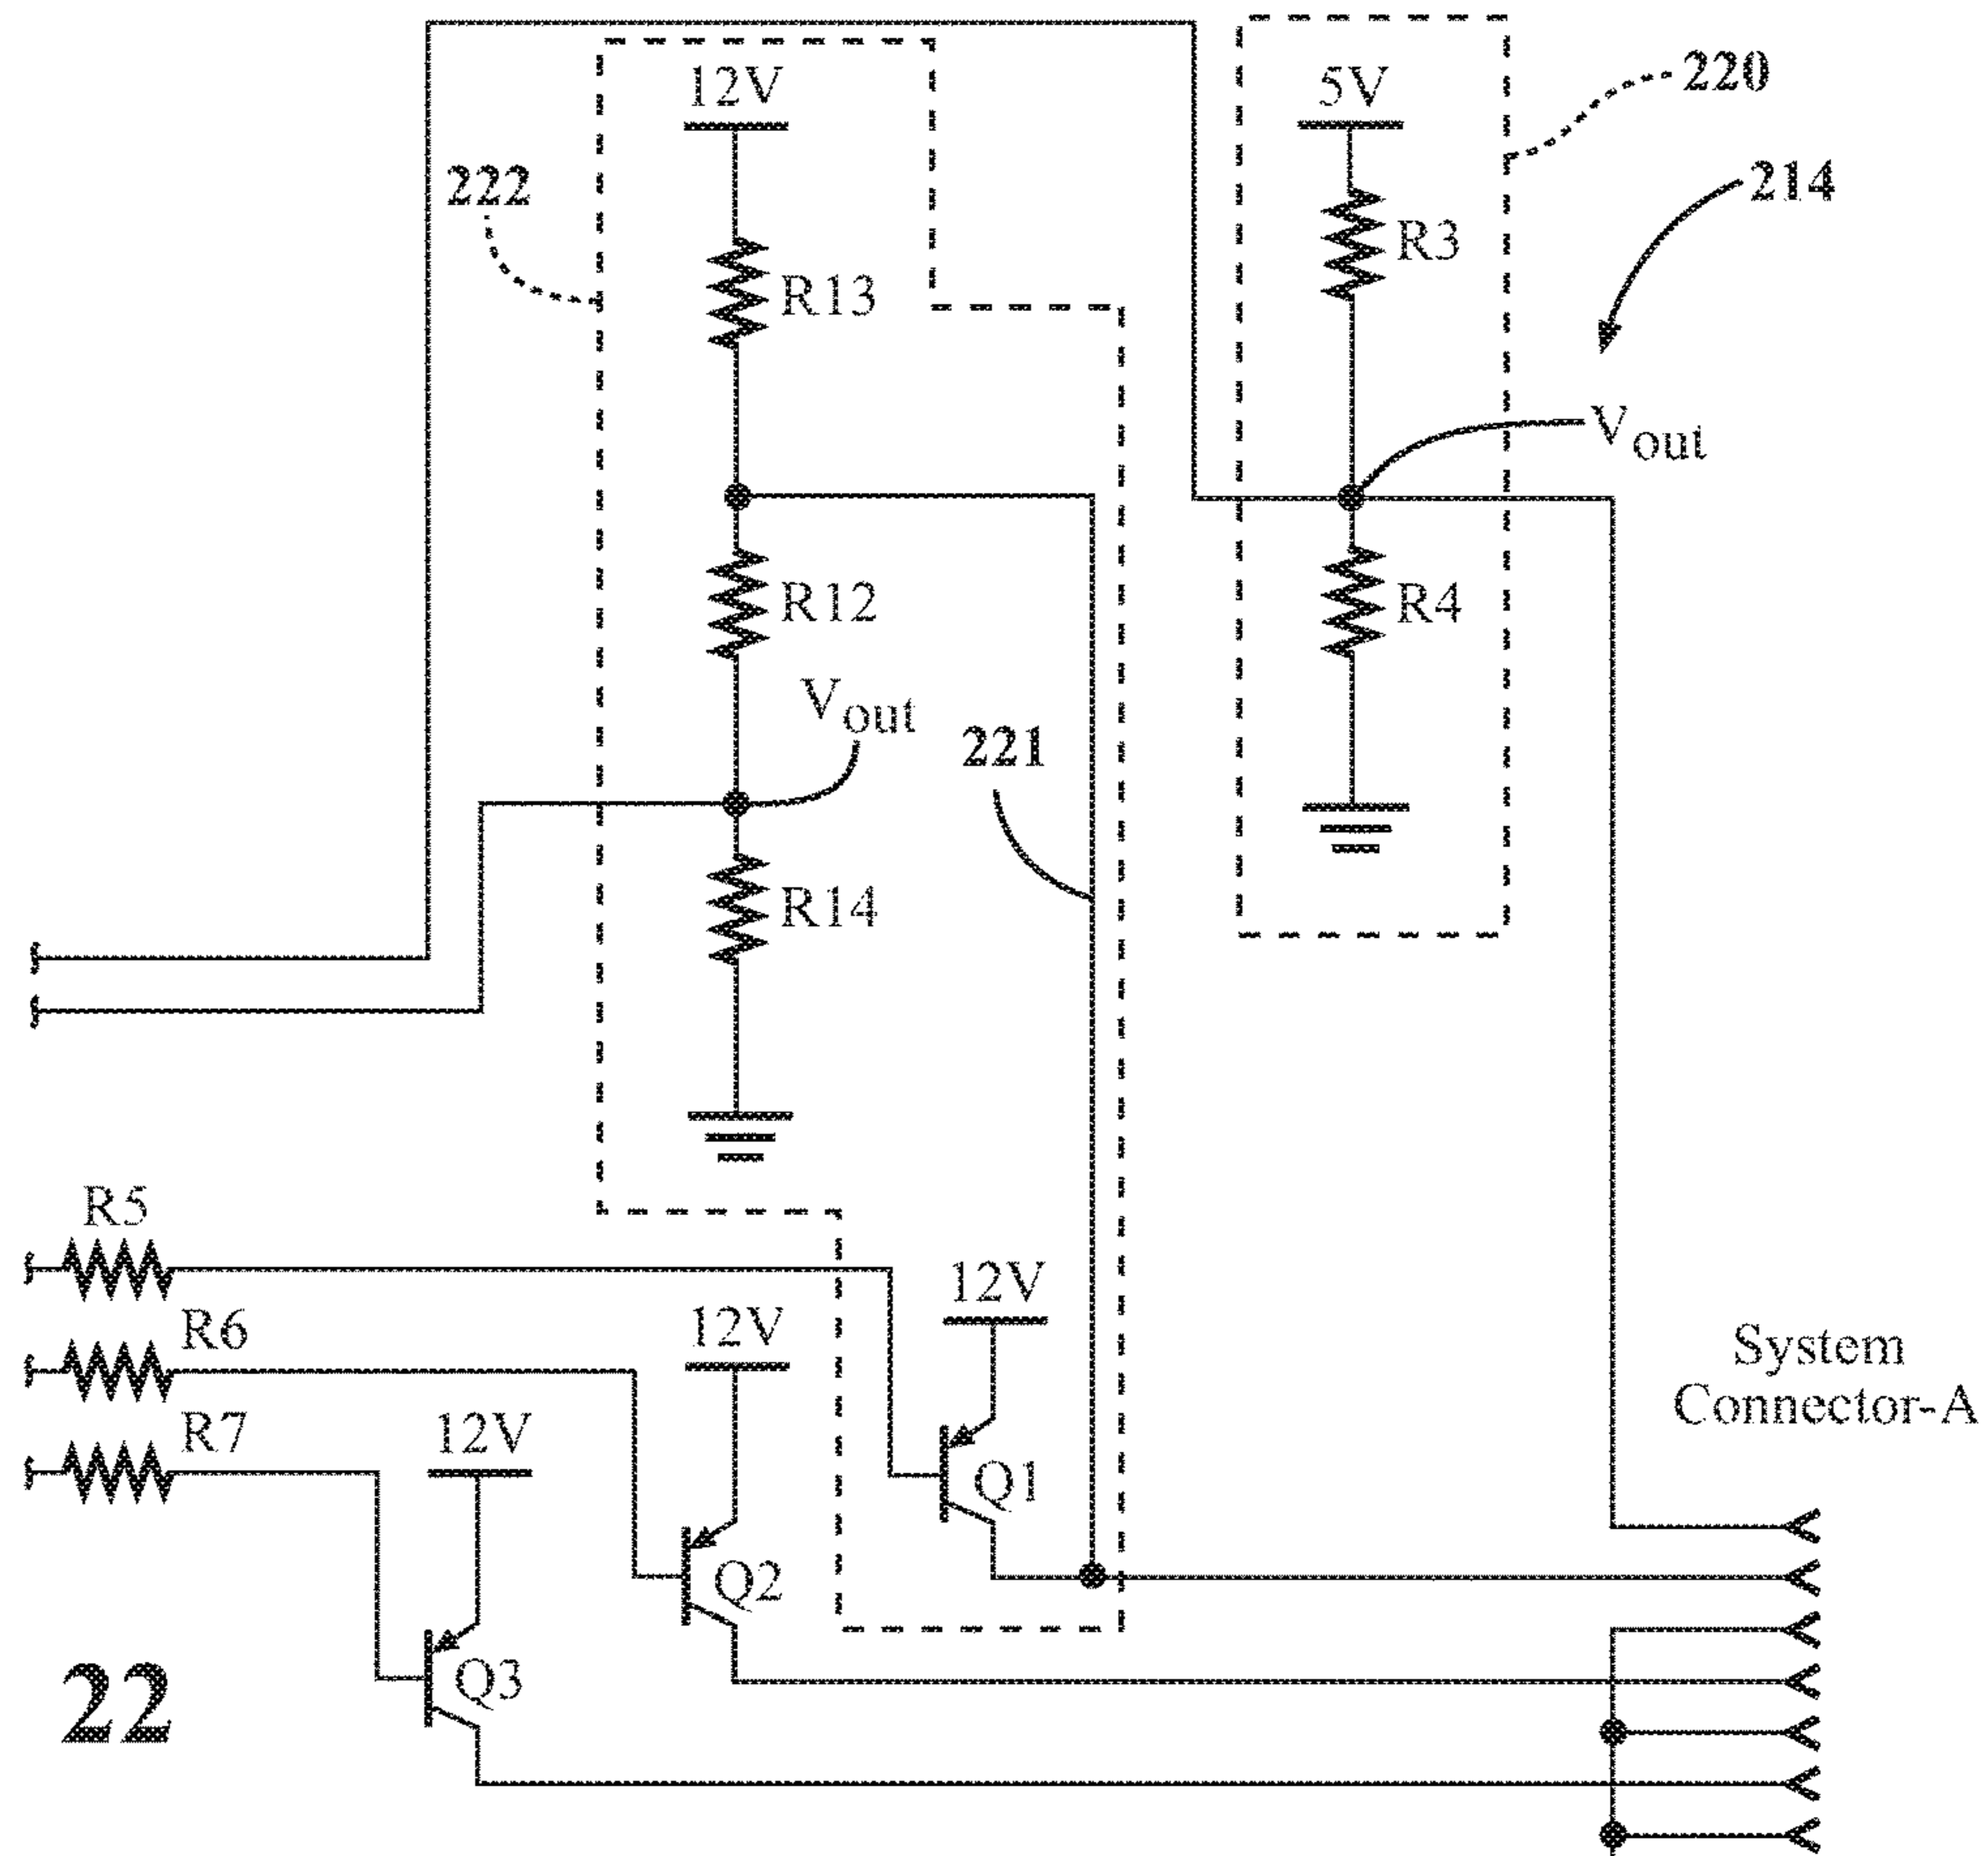 12V
5V
220
222
214
R3
R13
Vout
R12
R4
Vout
221
R14
R5
12V
R6
12V
System
Connector-A
R7
12V
Q1
Q2
Q3
22